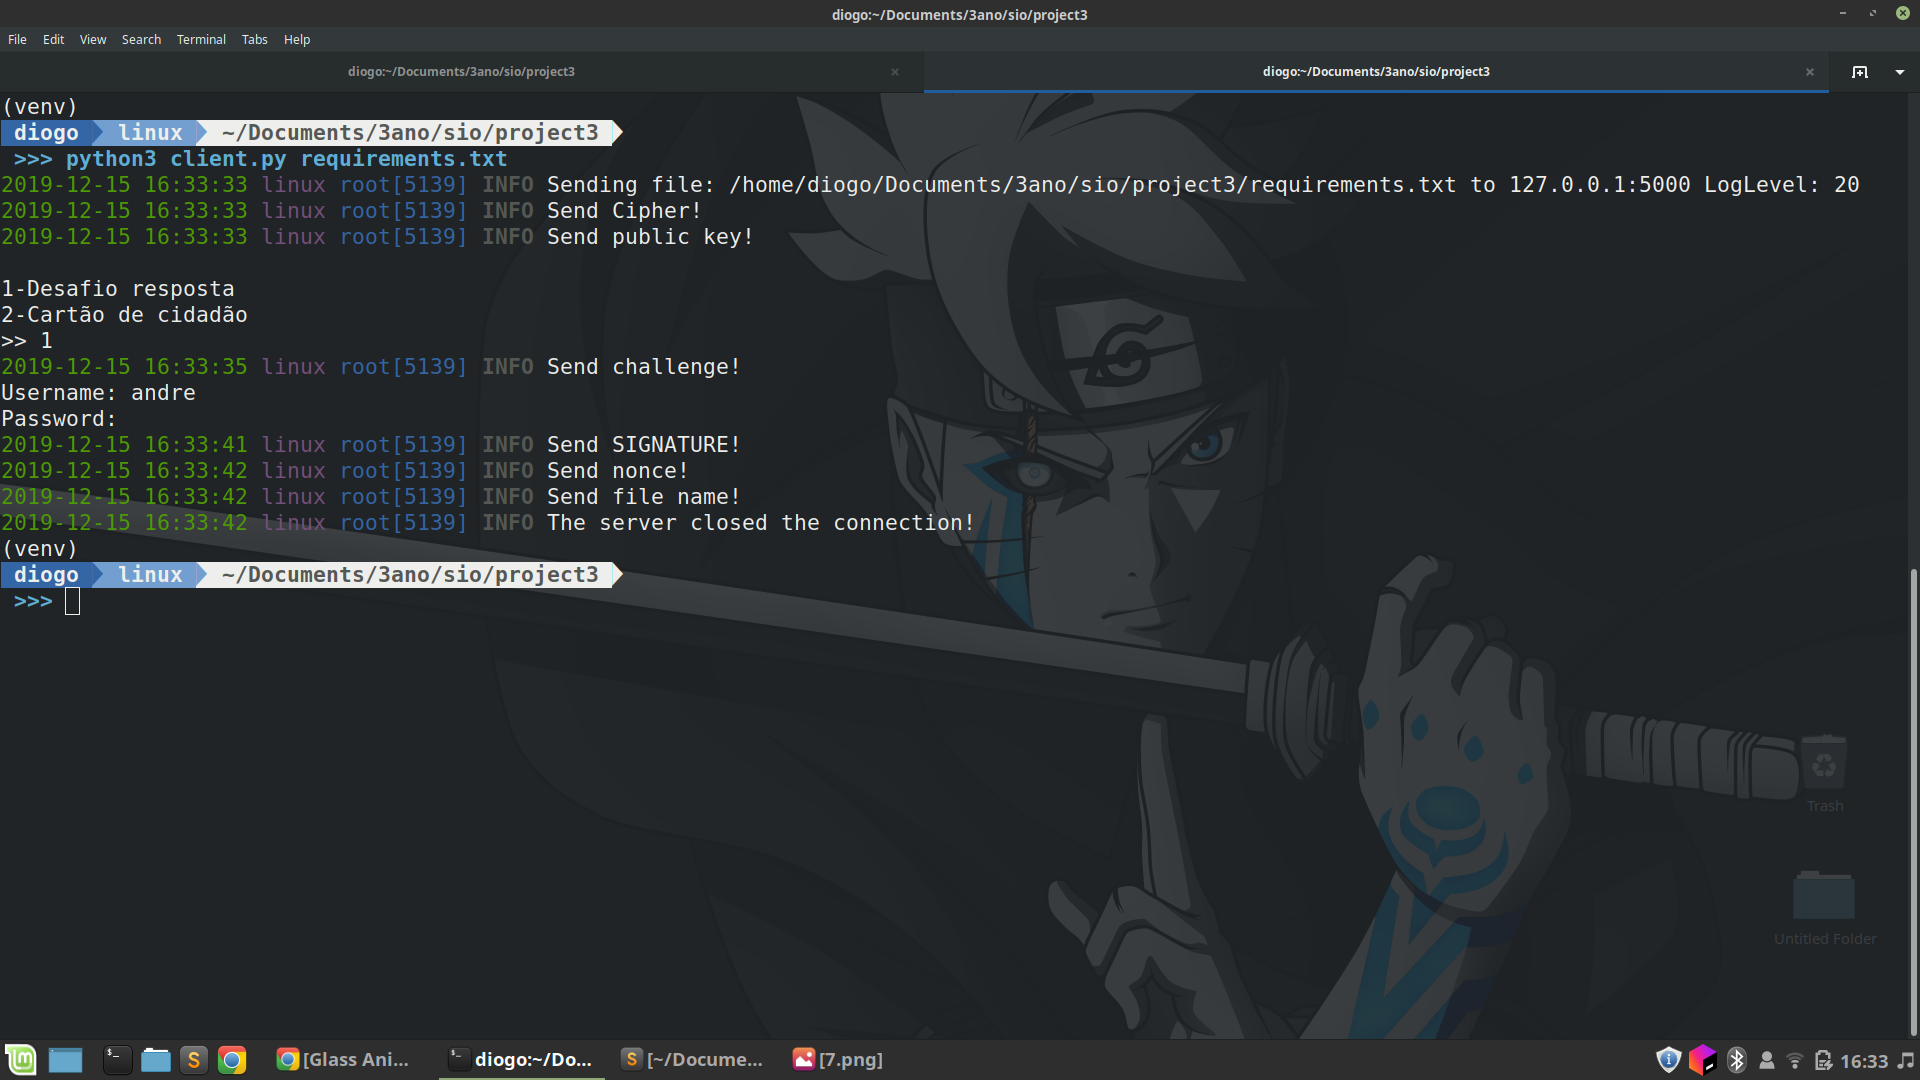 diogo:~/Documents/3ano/sio/project3
File Edit View Search Terminal Tabs Help
diogo:~/Documents/3ano/sio/project3 × diogo:~/Documents/3ano/sio/project3 ×
(venv)
diogo linux ~/Documents/3ano/sio/project3
>>> python3 client.py requirements.txt
2019-12-15 16:33:33 linux root[5139] INFO Sending file: /home/diogo/Documents/3ano/sio/project3/requirements.txt to 127.0.0.1:5000 LogLevel: 20
2019-12-15 16:33:33 linux root[5139] INFO Send Cipher!
2019-12-15 16:33:33 linux root[5139] INFO Send public key!
1-Desafio resposta
2-Cartão de cidadão
>> 1
2019-12-15 16:33:35 linux root[5139] INFO Send challenge!
Username: andre
Password:
2019-12-15 16:33:41 linux root[5139] INFO Send SIGNATURE!
2019-12-15 16:33:42 linux root[5139] INFO Send nonce!
2019-12-15 16:33:42 linux root[5139] INFO Send file name!
2019-12-15 16:33:42 linux root[5139] INFO The server closed the connection!
(venv)
diogo linux ~/Documents/3ano/sio/project3
>>>
Trash
Untitled Folder
[Glass Ani... diogo:~/Do... [~/Docume... [7.png] 16:33